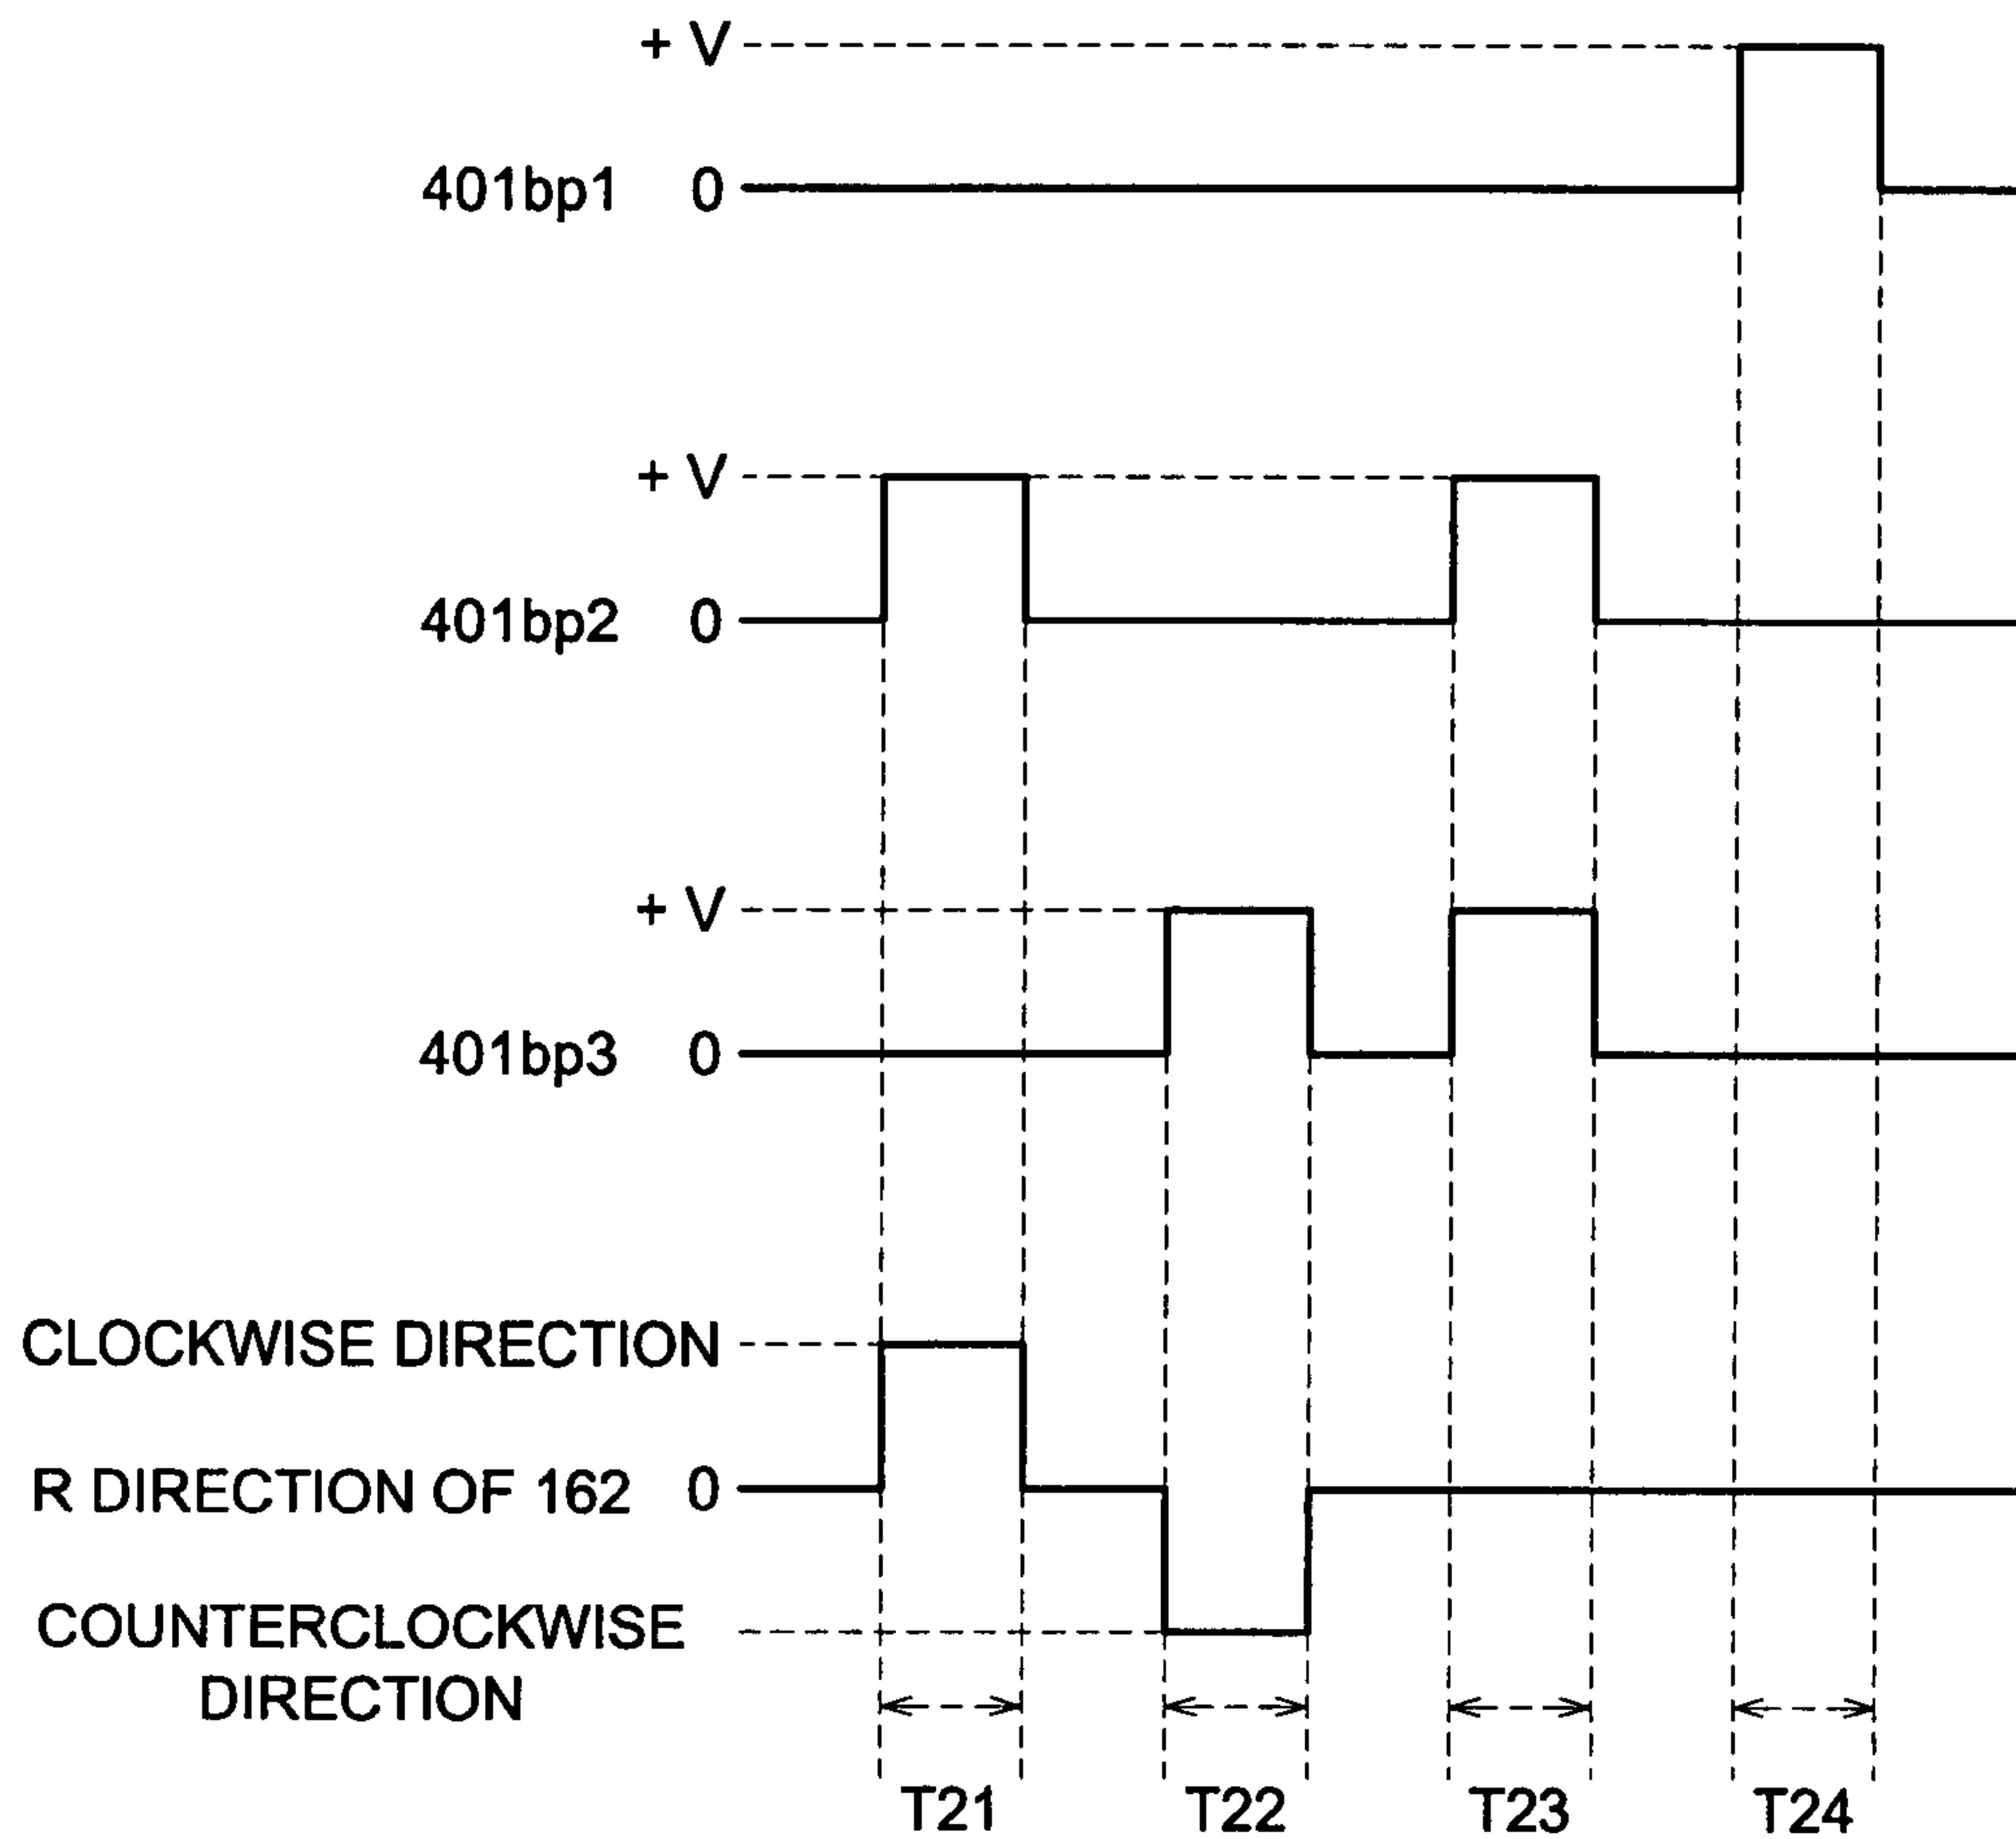 + V
401bp1 0
+ V
401bp2 0
+ V
401bp3 0
CLOCKWISE DIRECTION
R DIRECTION OF 162 0
COUNTERCLOCKWISE
DIRECTION
T21 T22 T23 T24